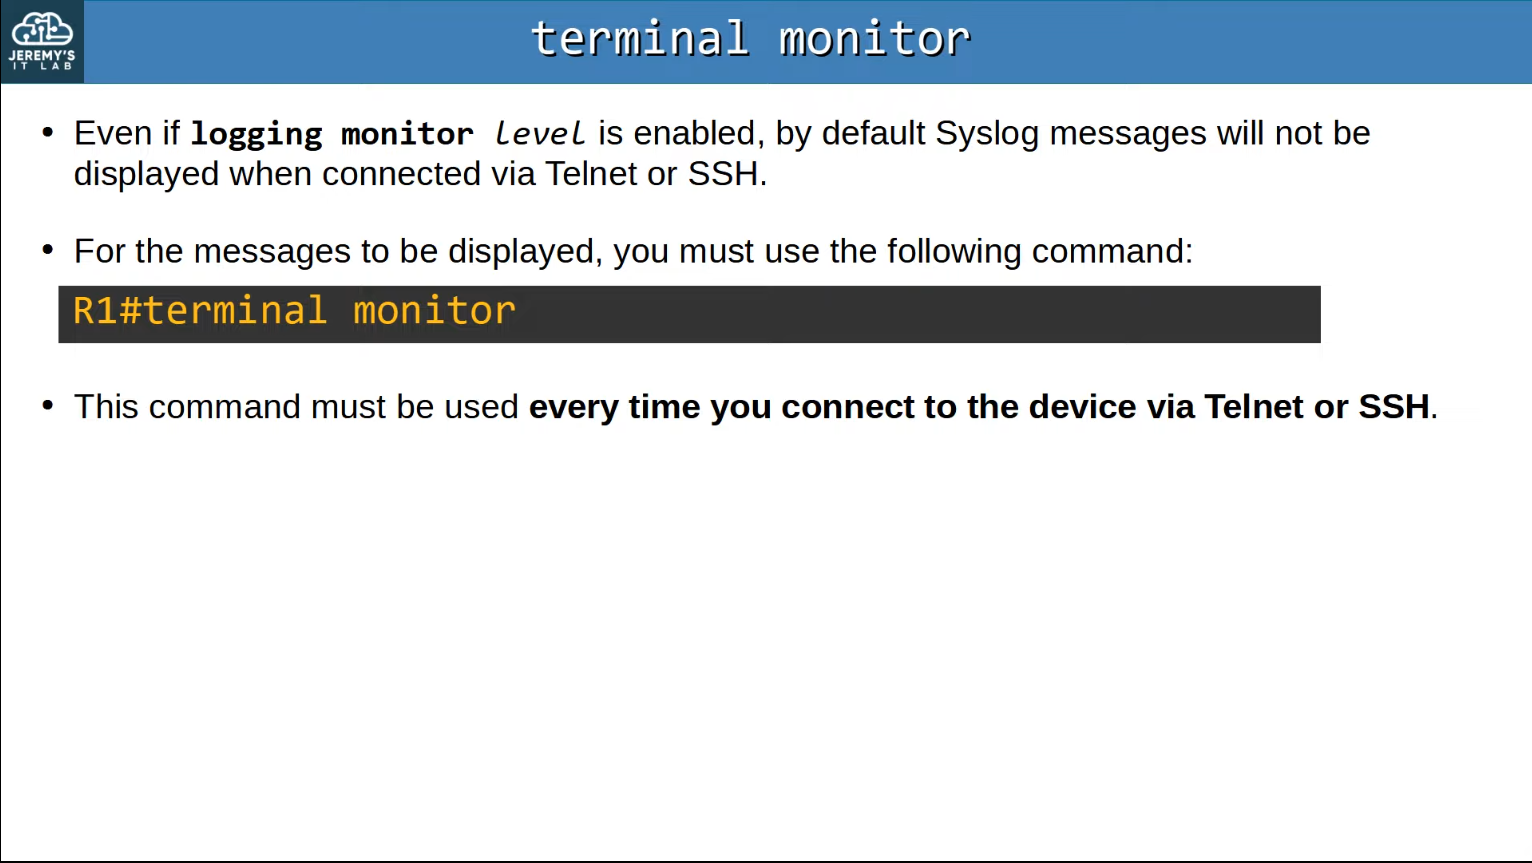 JEREMY'S
IT LAB
terminal monitor
• Even if logging monitor level is enabled, by default Syslog messages will not be
displayed when connected via Telnet or SSH.
• For the messages to be displayed, you must use the following command:
R1#terminal monitor
• This command must be used every time you connect to the device via Telnet or SSH.